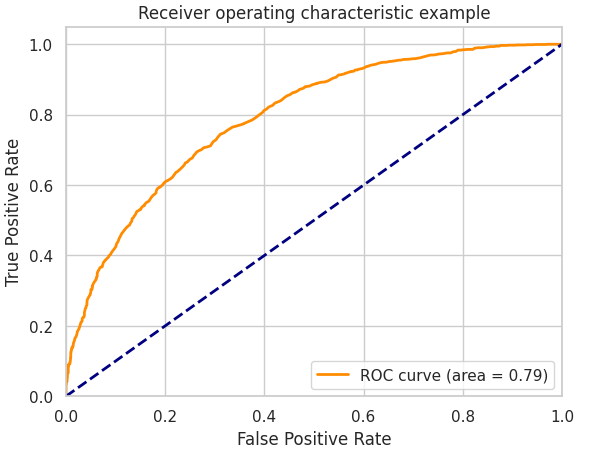 Receiver operating characteristic example
True Positive Rate
1.0
0.8
0.6
0.4
0.2
0.0
0.0 0.2 0.4 0.6 0.8 1.0
False Positive Rate
ROC curve (area = 0.79)